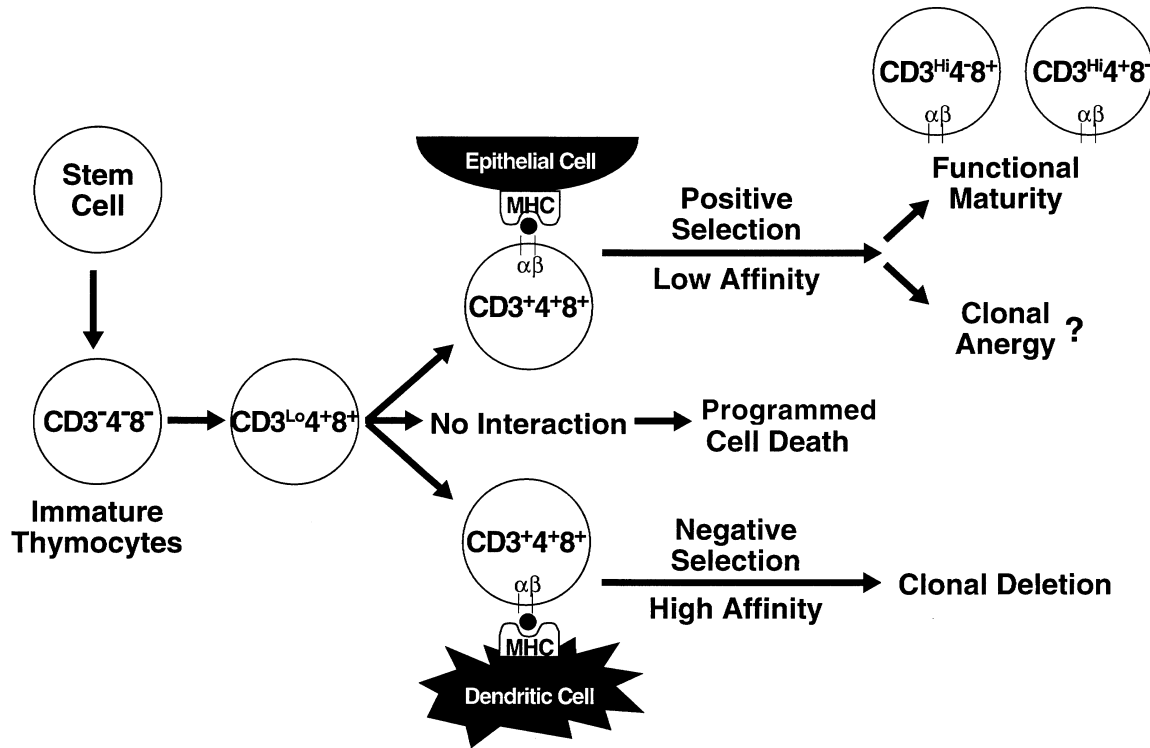 Stem
Cell
CD3⁻4⁻8⁻
Immature
Thymocytes
CD3ᴸᵒ4⁺8⁺
Epithelial Cell
MHC
αβ
CD3⁺4⁺8⁺
Positive
Selection
Low Affinity
CD3ᴴⁱ4⁻8⁺
αβ
CD3ᴴⁱ4⁺8⁻
αβ
Functional
Maturity
Clonal
Anergy ?
No Interaction
Programmed
Cell Death
CD3⁺4⁺8⁺
αβ
MHC
Dendritic Cell
Negative
Selection
High Affinity
Clonal Deletion